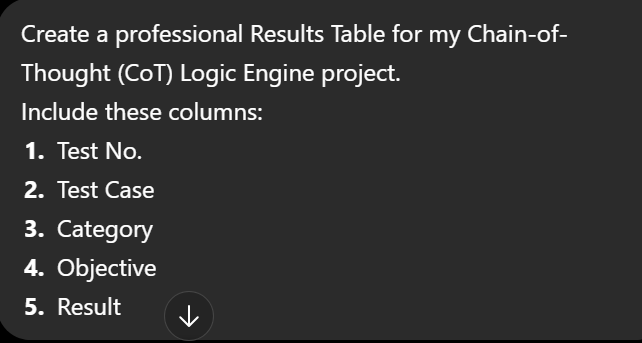 Create a professional Results Table for my Chain-of-
Thought (CoT) Logic Engine project.
Include these columns:
1. Test No.
2. Test Case
3. Category
4. Objective
5. Result